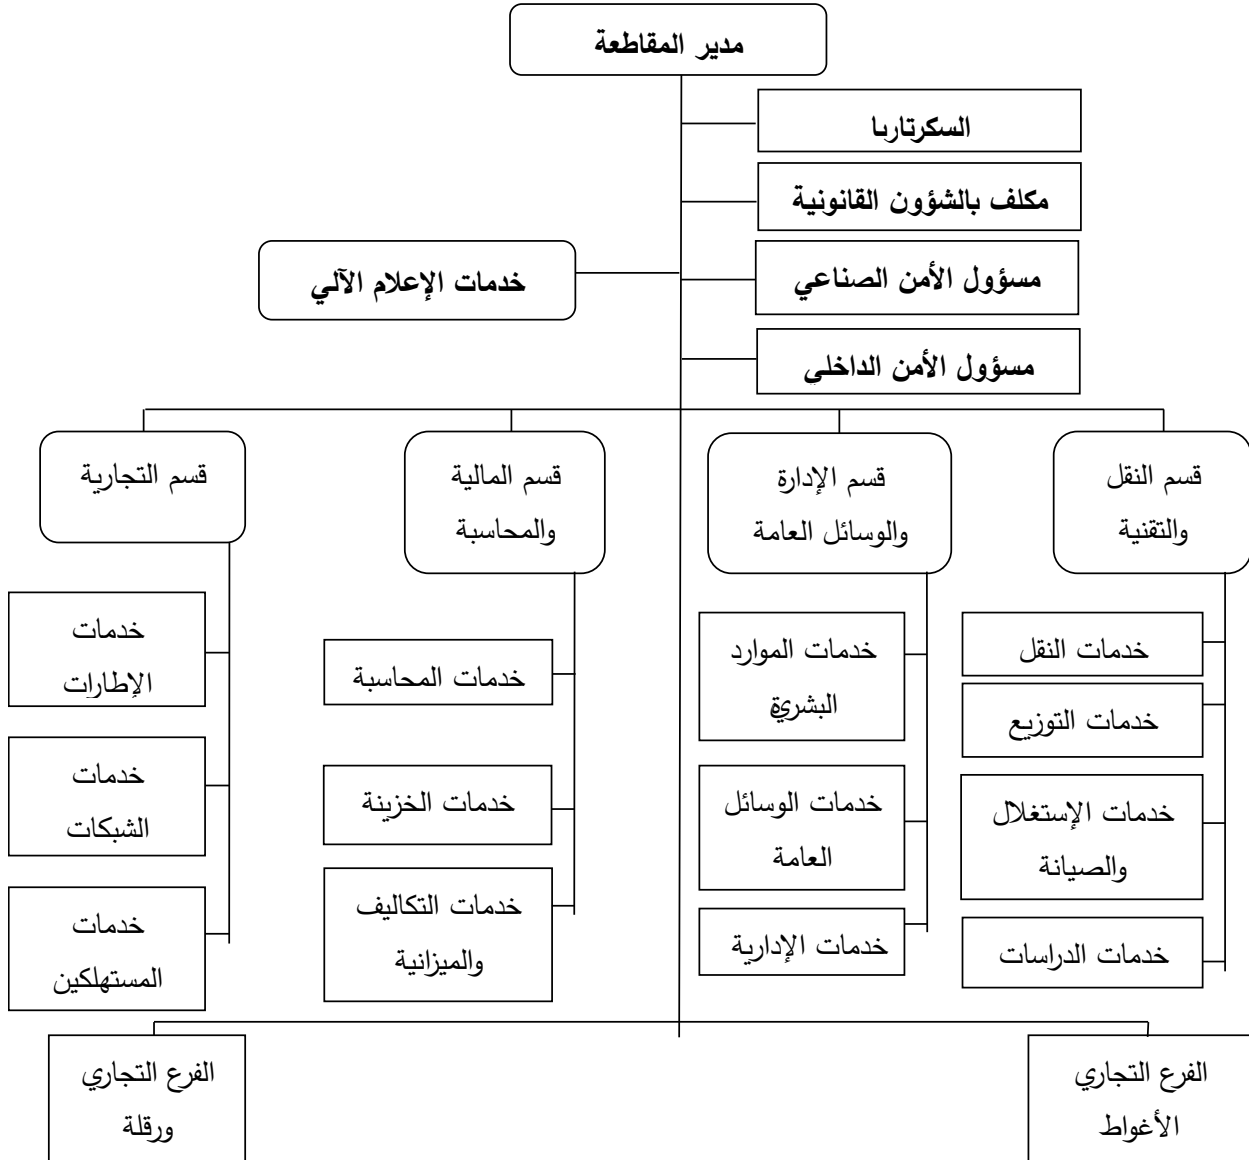 مدير المقاطعة
السكرتاريا
مكلف بالشؤون القانونية
مسؤول الأمن الصناعي
خدمات الإعلام الآلي
مسؤول الأمن الداخلي
قسم النقل
والتقنية
قسم الإدارة
والوسائل العامة
قسم المالية
والمحاسبة
قسم التجارية
خدمات النقل
خدمات التوزيع
خدمات الإستغلال
والصيانة
خدمات الدراسات
خدمات الموارد
البشرية
خدمات الوسائل
العامة
خدمات الإدارية
خدمات المحاسبة
خدمات الخزينة
خدمات التكاليف
والميزانية
خدمات
الإطارات
خدمات
الشبكات
خدمات
المستهلكين
الفرع التجاري
الأغواط
الفرع التجاري
ورقلة